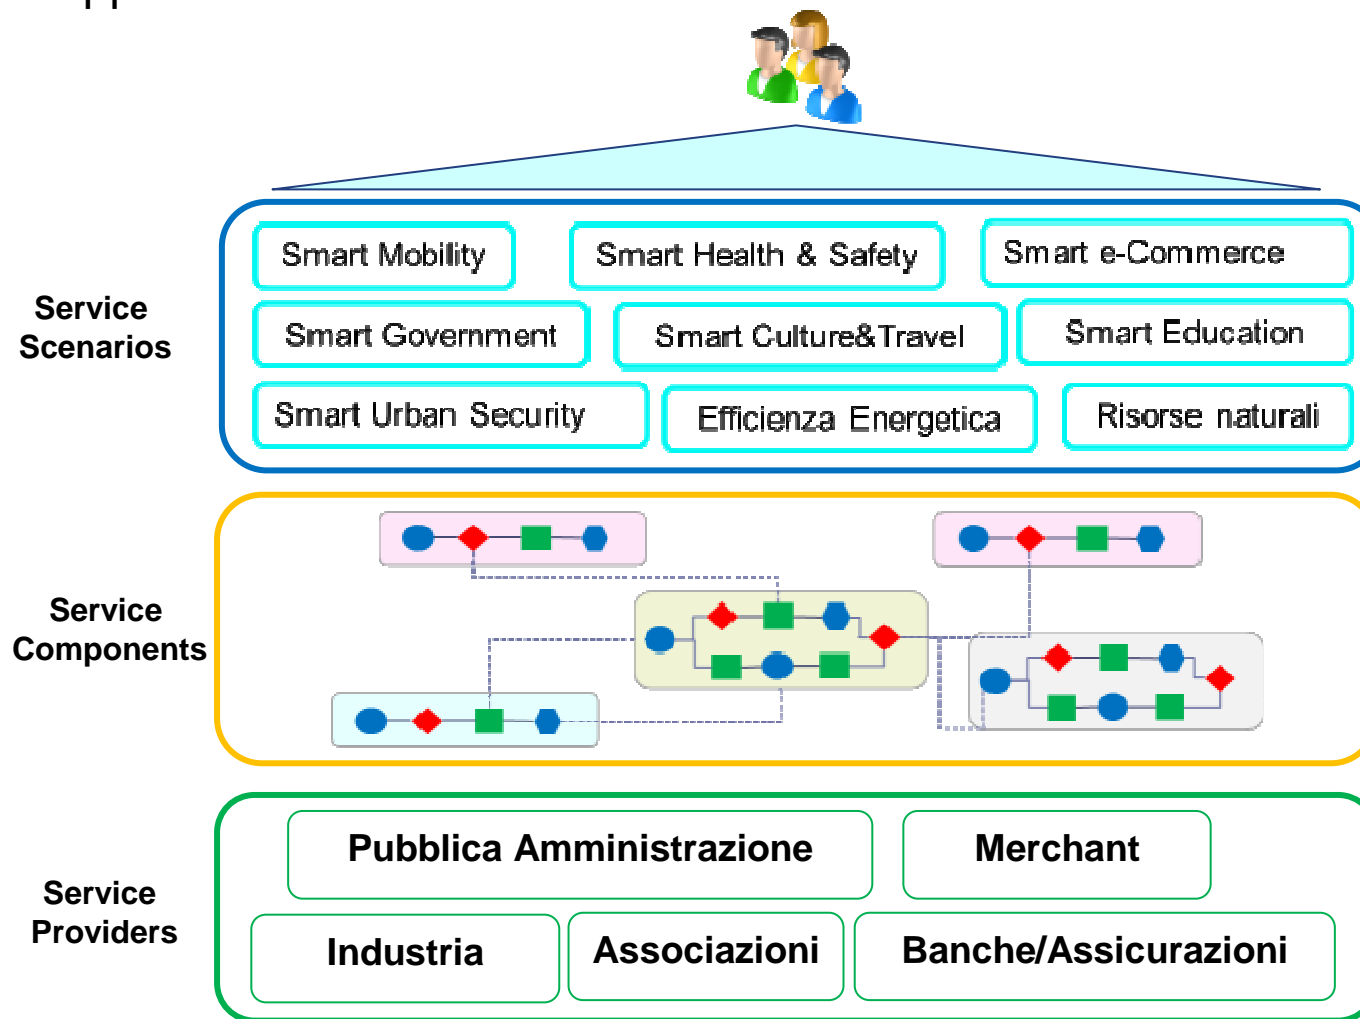 Smart Mobility
Smart Health & Safety
Smart e-Commerce
Service
Scenarios
Smart Government
Smart Culture&Travel
Smart Education
Smart Urban Security
Efficienza Energetica
Risorse naturali
Service
Components
Pubblica Amministrazione
Merchant
Service
Providers
Industria
Associazioni
Banche/Assicurazioni